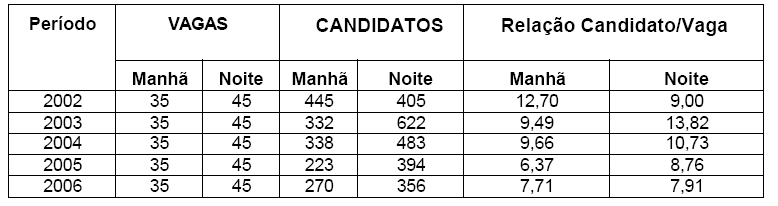 Período VAGAS CANDIDATOS Relação Candidato/Vaga
Manhã Noite Manhã Noite Manhã Noite
2002 35 45 445 405 12,70 9,00
2003 35 45 332 622 9,49 13,82
2004 35 45 338 483 9,66 10,73
2005 35 45 223 394 6,37 8,76
2006 35 45 270 356 7,71 7,91